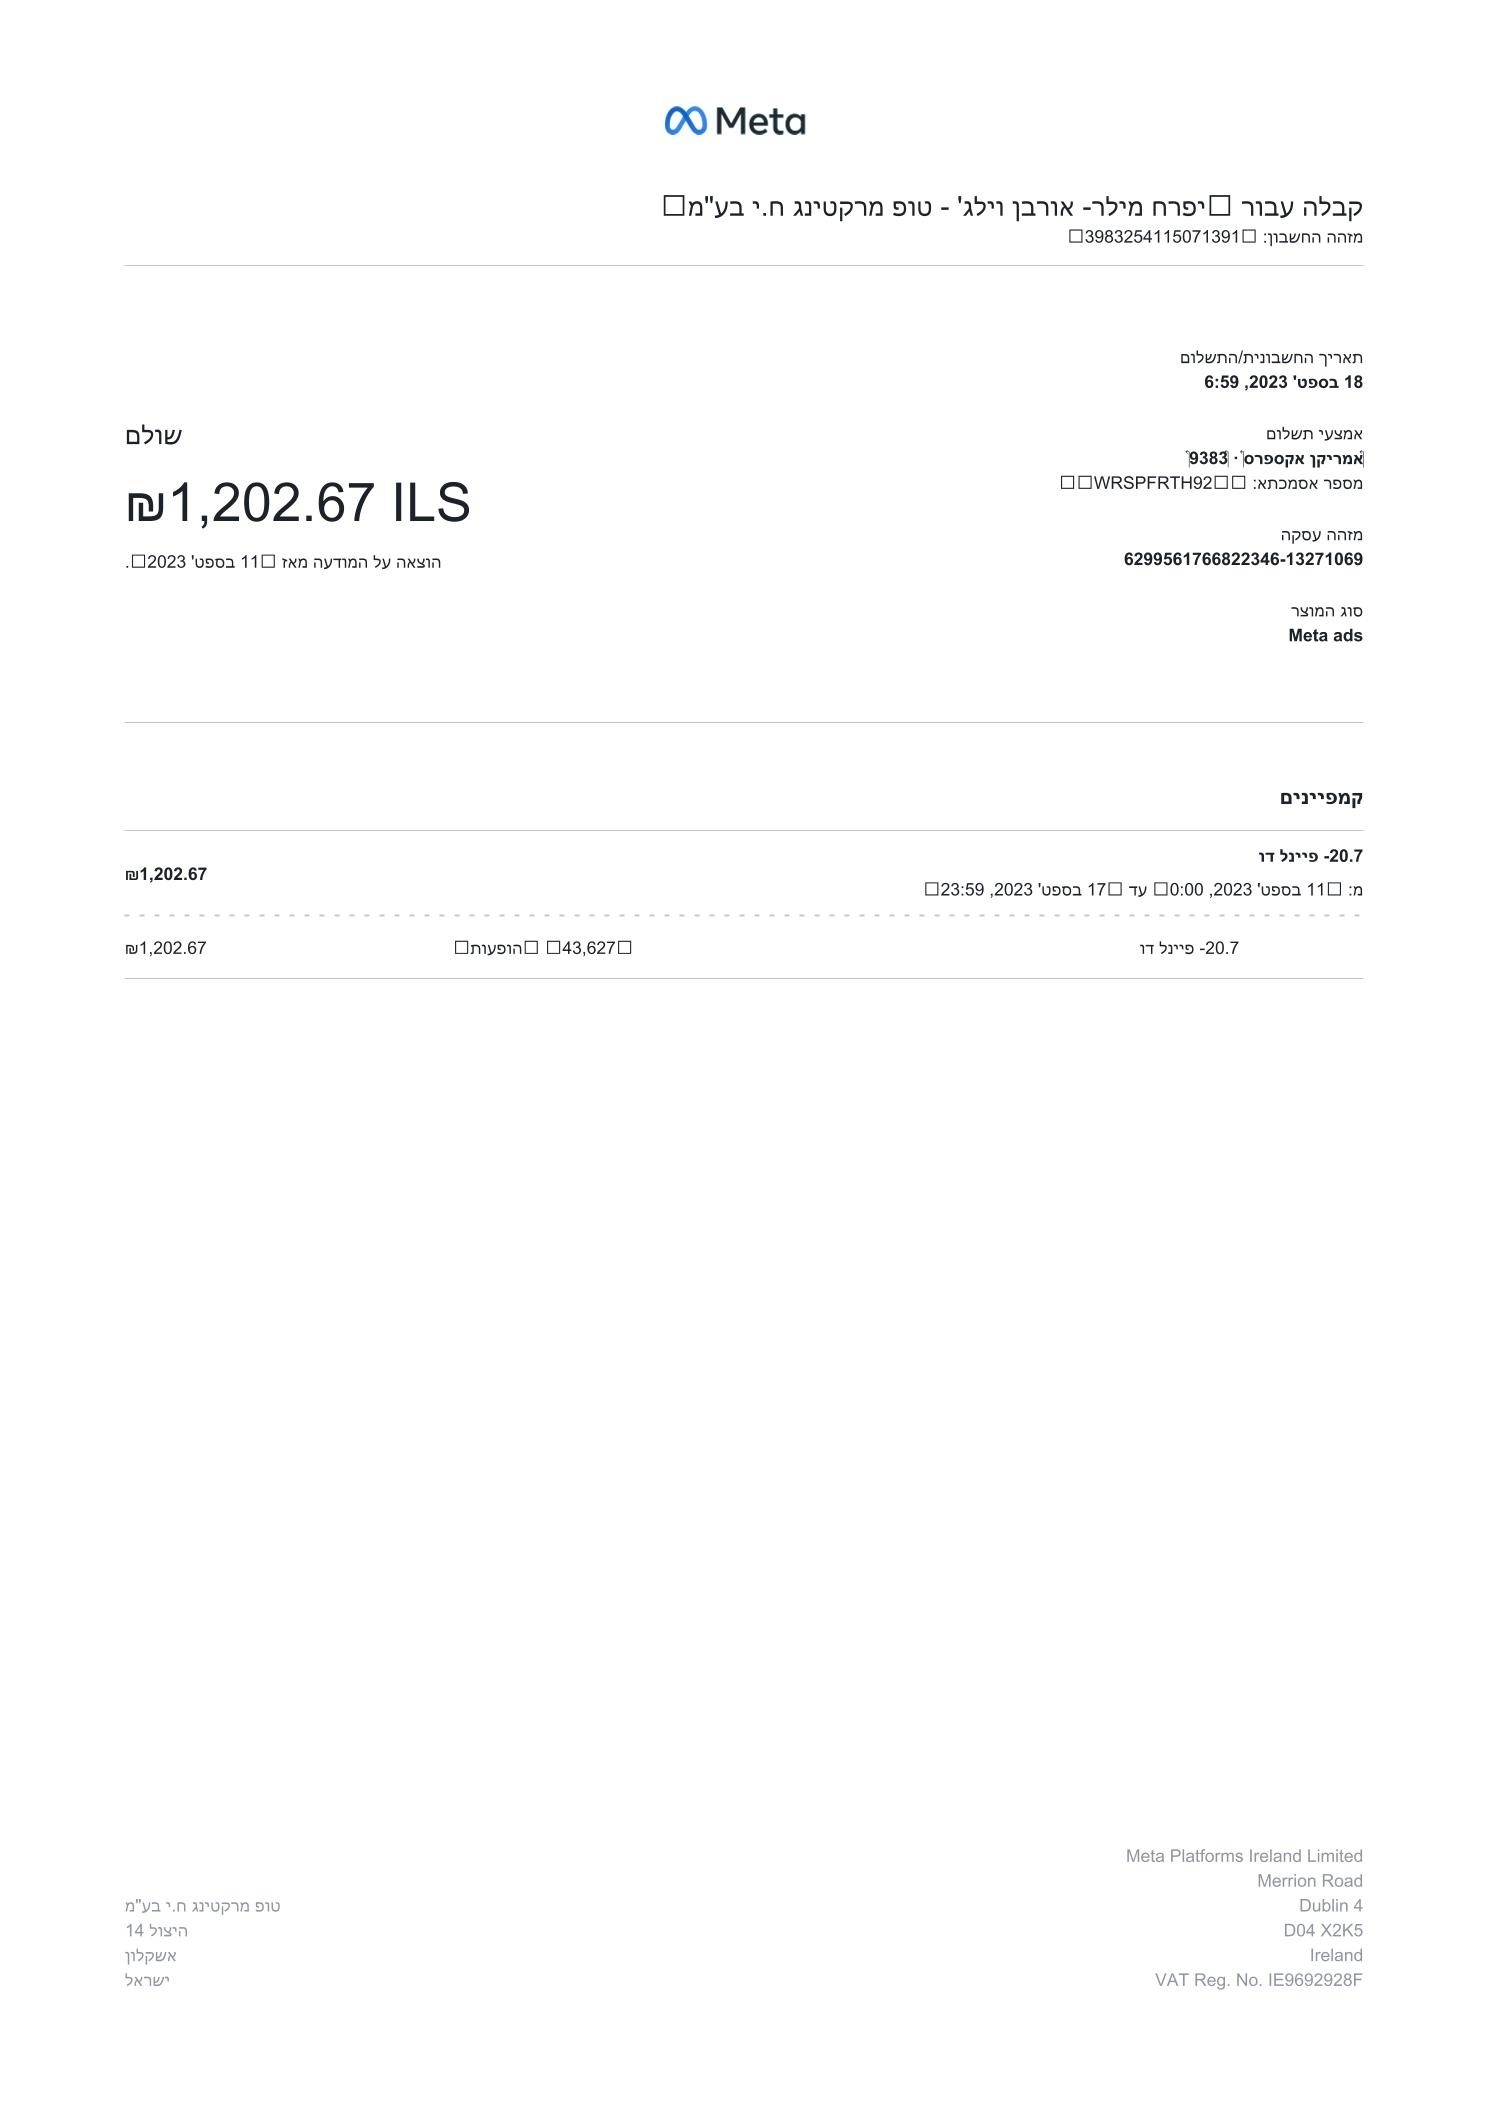 Meta
קבלה עבור יפרח מילר- אורבן וילג' - טופ מרקטינג ח.י בע"מ
מזהה החשבון: 3983254115071391
תאריך החשבונית/התשלום
18 בספט' 2023, 6:59
אמצעי תשלום
אמריקן אקספרס · 9383
מספר אסמכתא: WRSPFRTH92
מזהה עסקה
6299561766822346-13271069
סוג המוצר
Meta ads
שולם
₪1,202.67 ILS
הוצאה על המודעה מאז 11 בספט' 2023.
קמפיינים
20.7- פיינל דו
₪1,202.67
מ: 11 בספט' 2023, 0:00 עד 17 בספט' 2023, 23:59
20.7- פיינל דו 43,627 הופעות ₪1,202.67
Meta Platforms Ireland Limited
Merrion Road
Dublin 4
D04 X2K5
Ireland
VAT Reg. No. IE9692928F
טופ מרקטינג ח.י בע"מ
היצול 14
אשקלון
ישראל